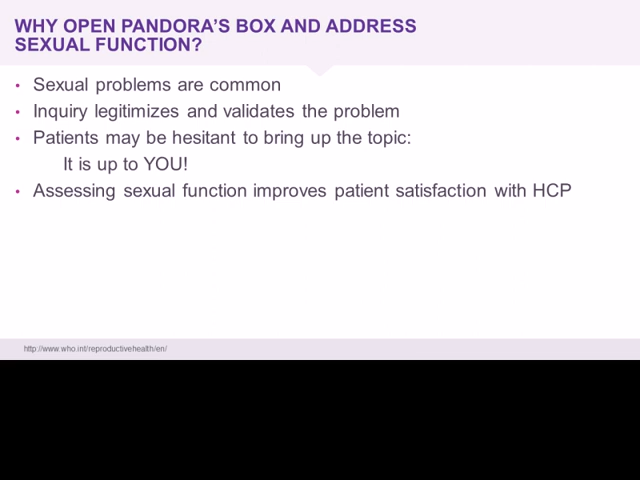 WHY OPEN PANDORA’S BOX AND ADDRESS
SEXUAL FUNCTION?
• Sexual problems are common
• Inquiry legitimizes and validates the problem
• Patients may be hesitant to bring up the topic:
It is up to YOU!
• Assessing sexual function improves patient satisfaction with HCP
http://www.who.int/reproductivehealth/en/